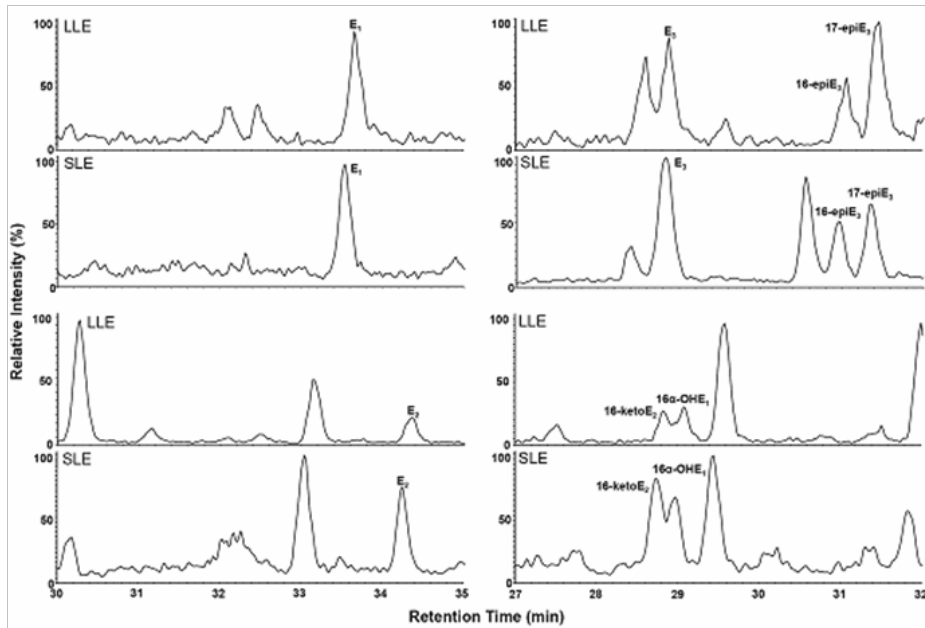 Relative Intensity (%)
100
50
0
LLE
E₁
100
50
0
SLE
E₁
100
50
0
LLE
E₂
100
50
0
SLE
E₂
30 31 32 33 34 35
100
50
0
LLE
E₃
16-epiE₃
17-epiE₃
100
50
0
SLE
E₃
16-epiE₃
17-epiE₃
100
50
0
LLE
16-ketoE₂
16α-OHE₁
100
50
0
SLE
16-ketoE₂
16α-OHE₁
27 28 29 30 31 32
Retention Time (min)